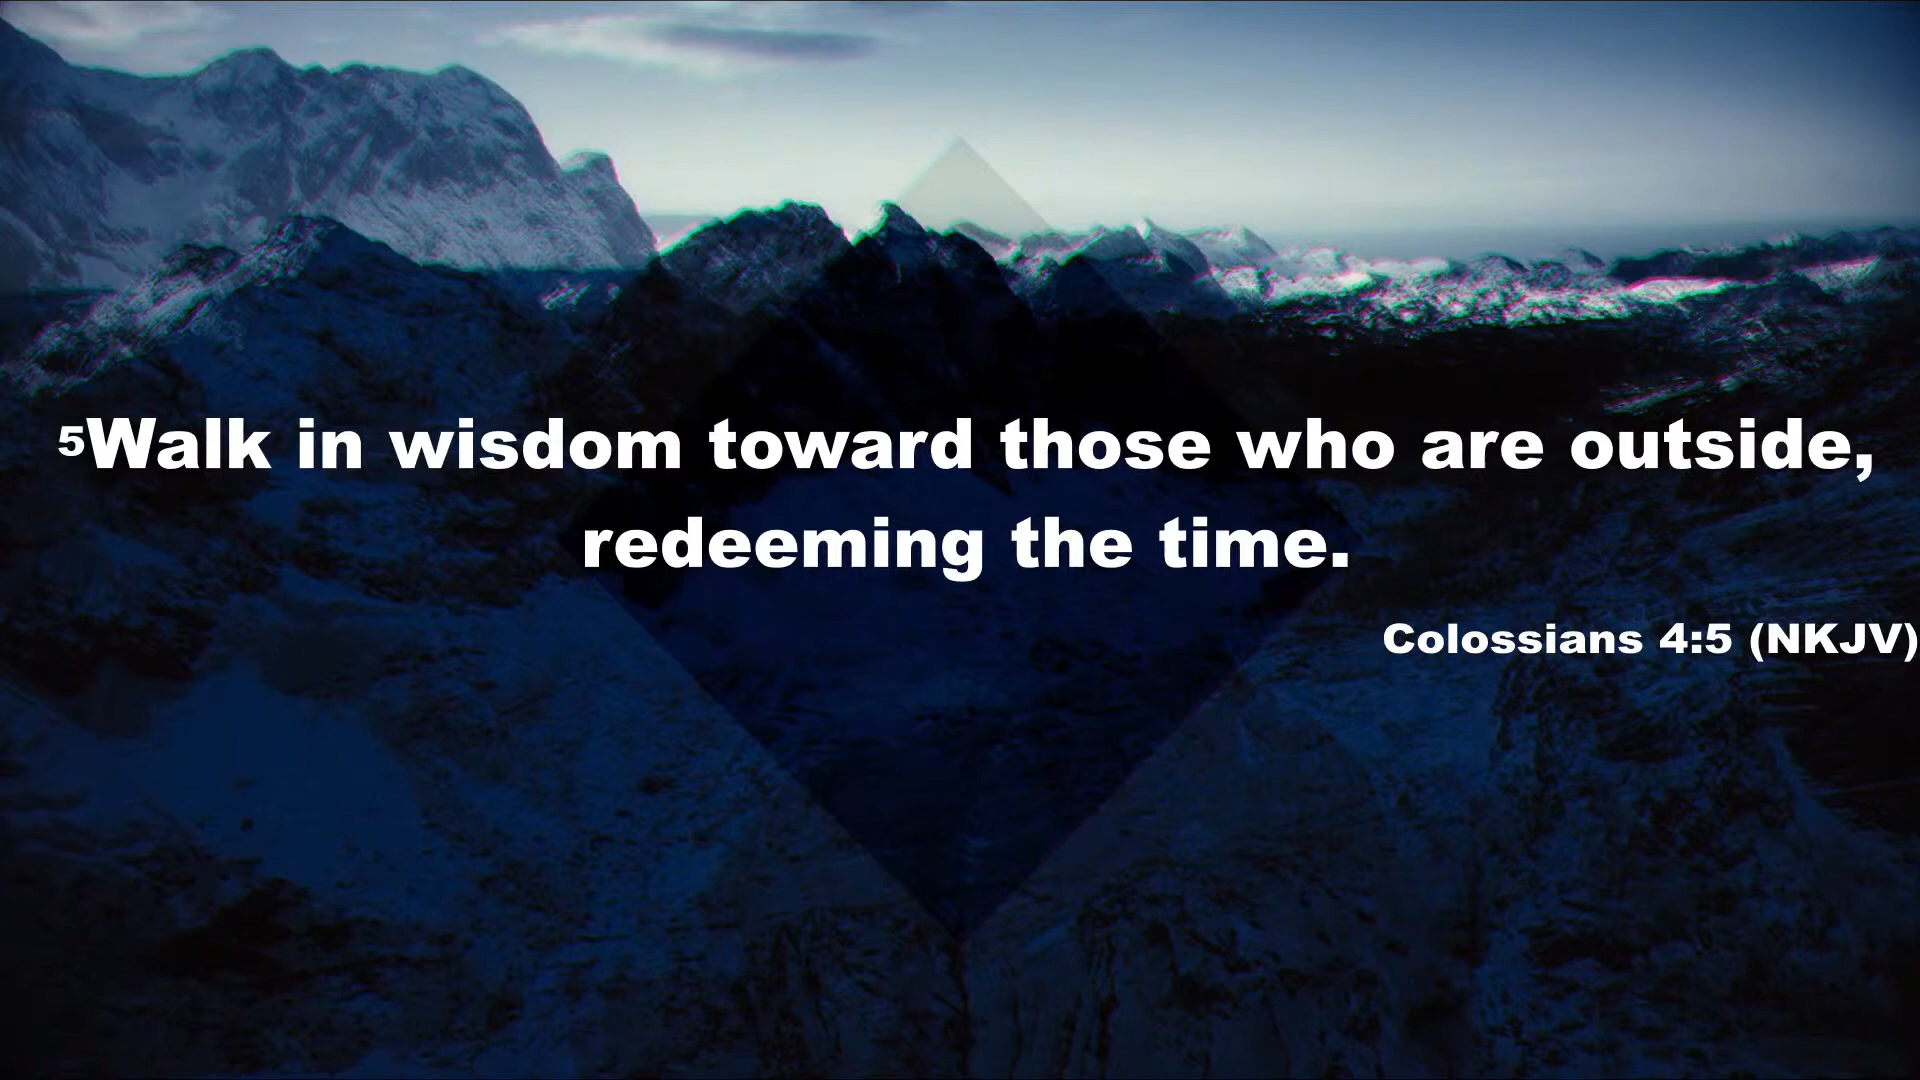 ⁵Walk in wisdom toward those who are outside,
redeeming the time.
Colossians 4:5 (NKJV)